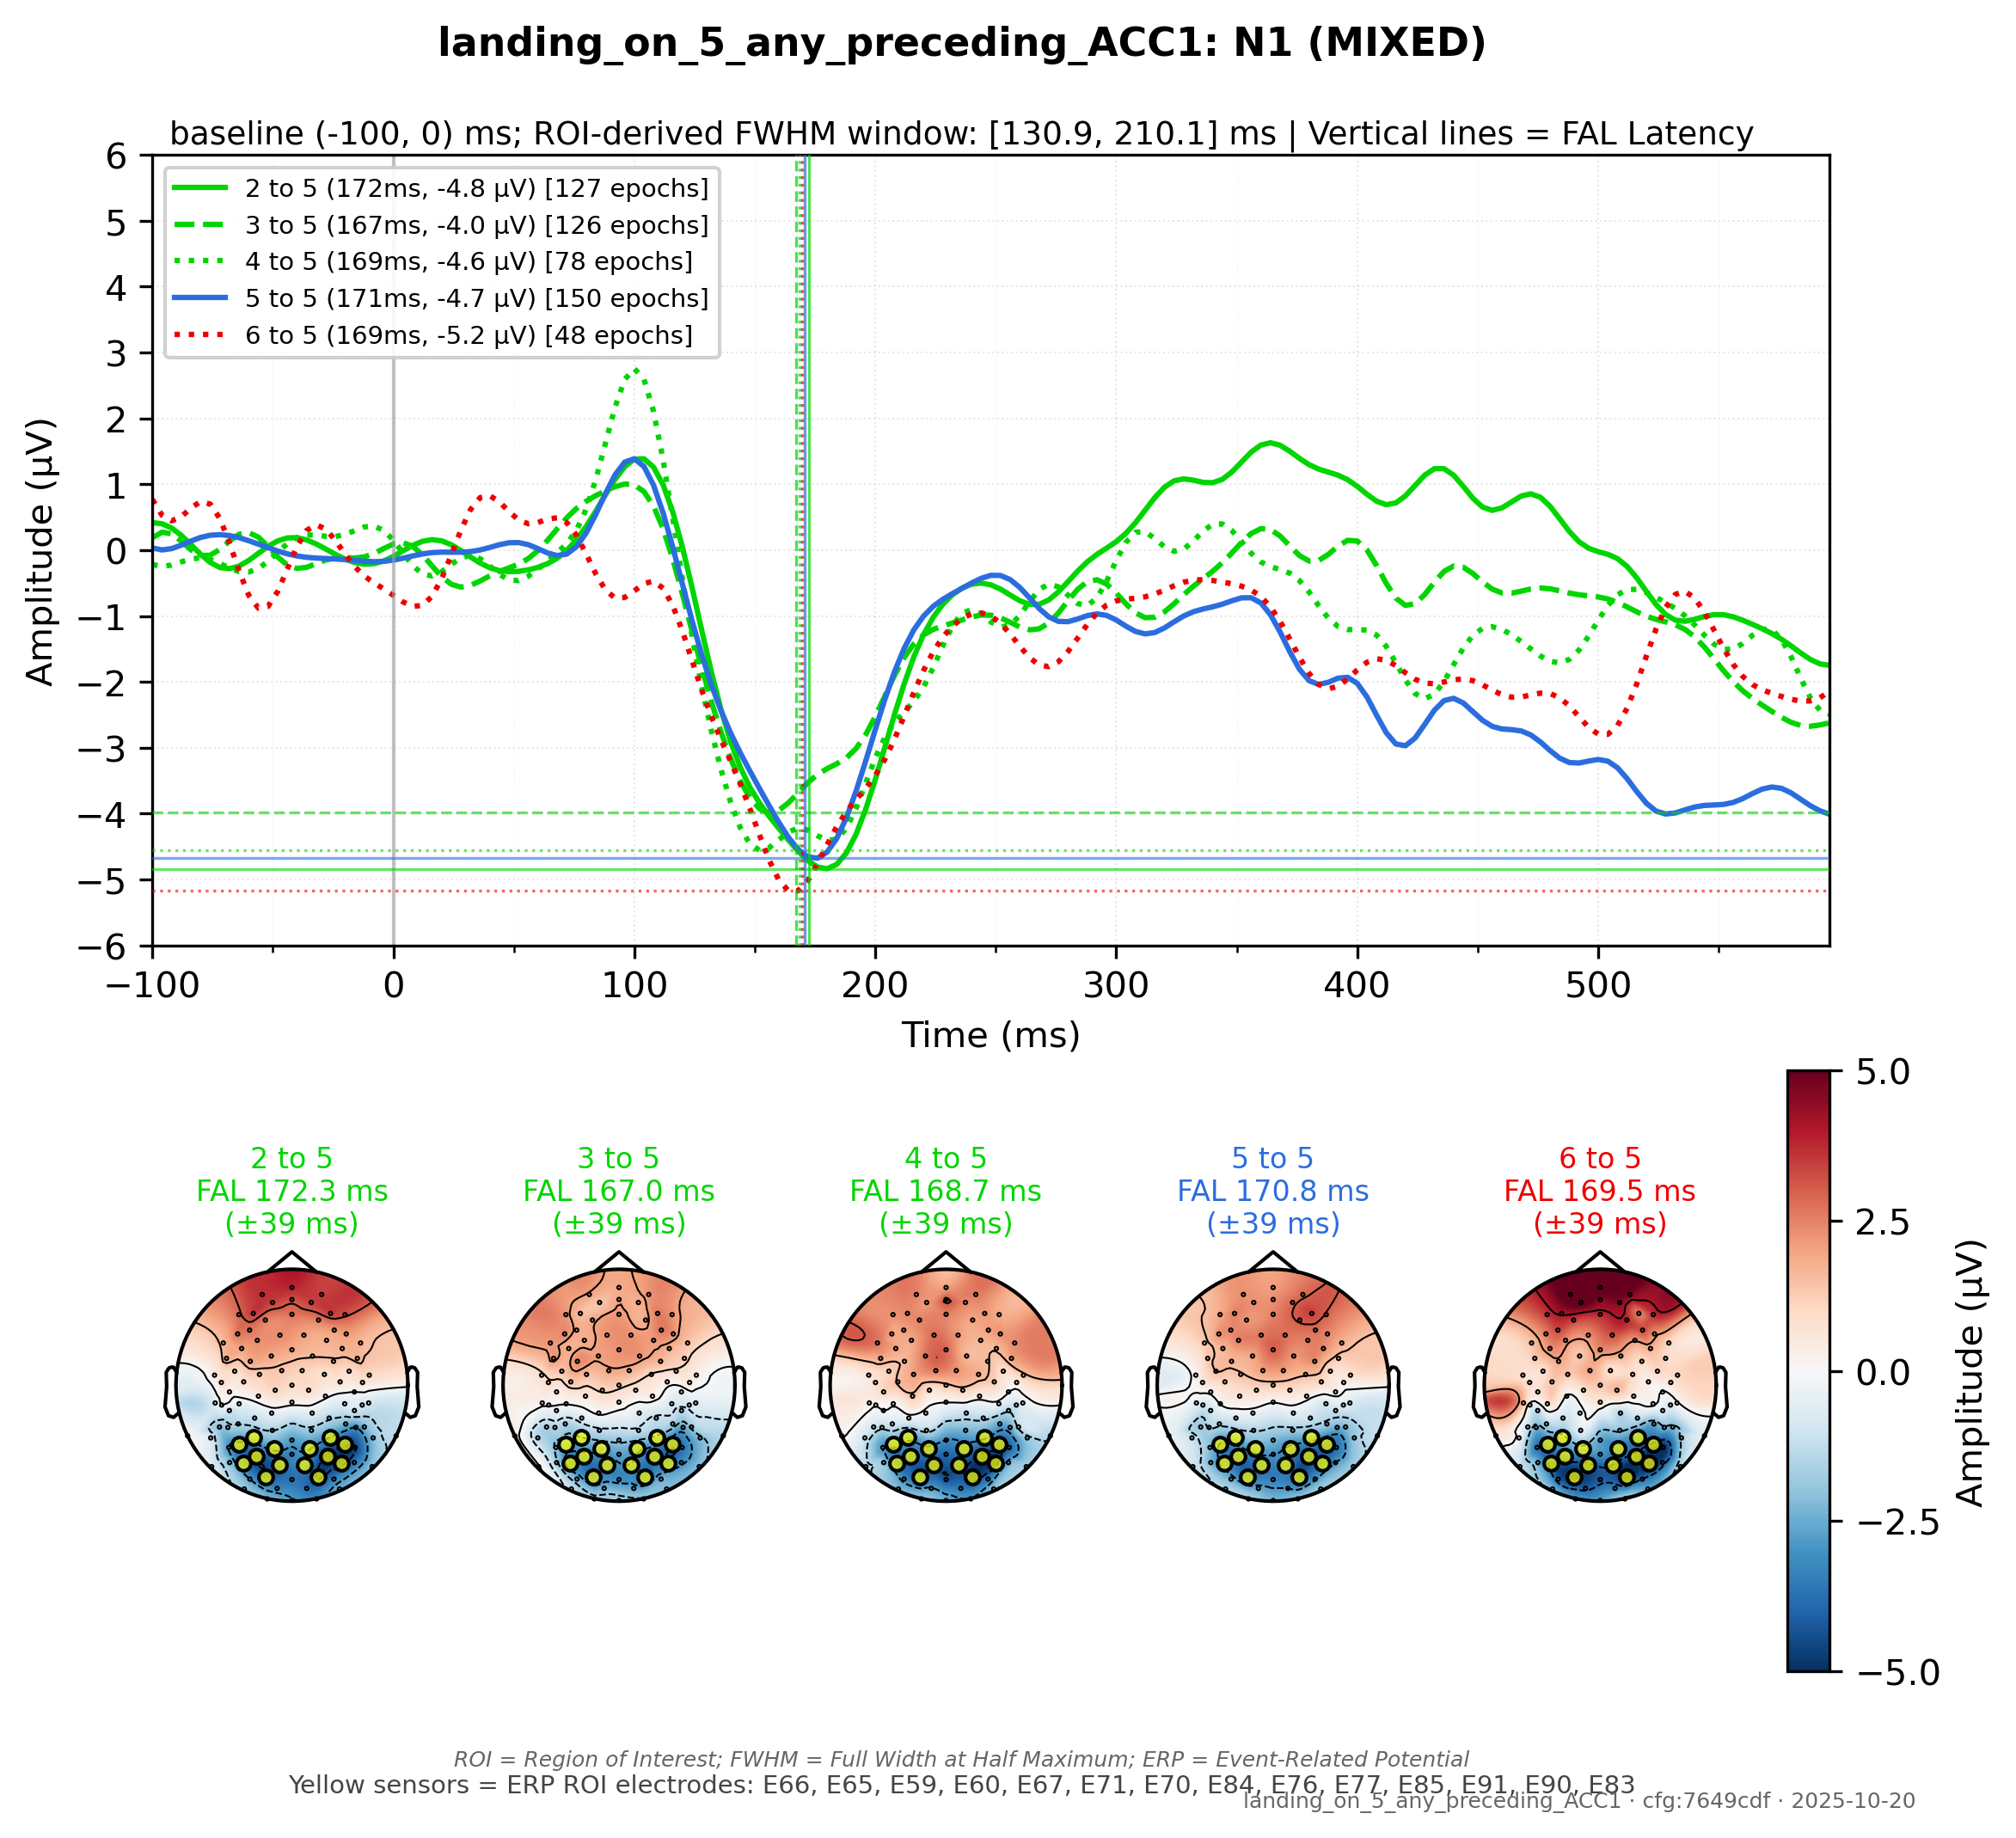 landing_on_5_any_preceding_ACC1: N1 (MIXED)
baseline (-100, 0) ms; ROI-derived FWHM window: [130.9, 210.1] ms | Vertical lines = FAL Latency
2 to 5 (172ms, -4.8 µV) [127 epochs]
3 to 5 (167ms, -4.0 µV) [126 epochs]
4 to 5 (169ms, -4.6 µV) [78 epochs]
5 to 5 (171ms, -4.7 µV) [150 epochs]
6 to 5 (169ms, -5.2 µV) [48 epochs]
Amplitude (µV)
6
5
4
3
2
1
0
−1
−2
−3
−4
−5
−6
−100
0
100
200
300
400
500
Time (ms)
2 to 5
FAL 172.3 ms
(±39 ms)
3 to 5
FAL 167.0 ms
(±39 ms)
4 to 5
FAL 168.7 ms
(±39 ms)
5 to 5
FAL 170.8 ms
(±39 ms)
6 to 5
FAL 169.5 ms
(±39 ms)
5.0
2.5
0.0
−2.5
−5.0
Amplitude (µV)
ROI = Region of Interest; FWHM = Full Width at Half Maximum; ERP = Event-Related Potential
Yellow sensors = ERP ROI electrodes: E66, E65, E59, E60, E67, E71, E70, E84, E76, E77, E85, E91, E90, E83
landing_on_5_any_preceding_ACC1 · cfg:7649cdf · 2025-10-20